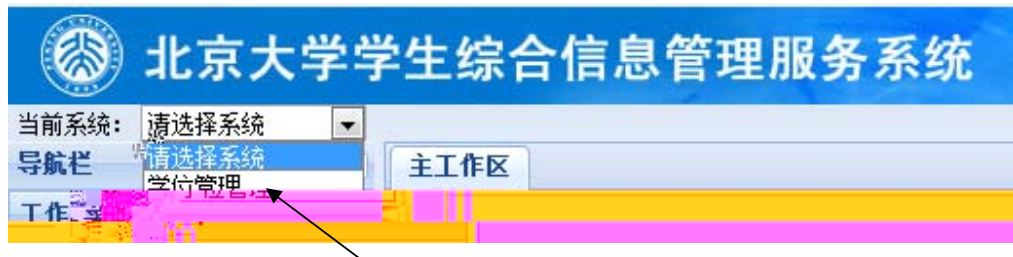 北京大学学生综合信息管理服务系统
当前系统: 请选择系统
导航栏 请选择系统 主工作区
学位管理
工作